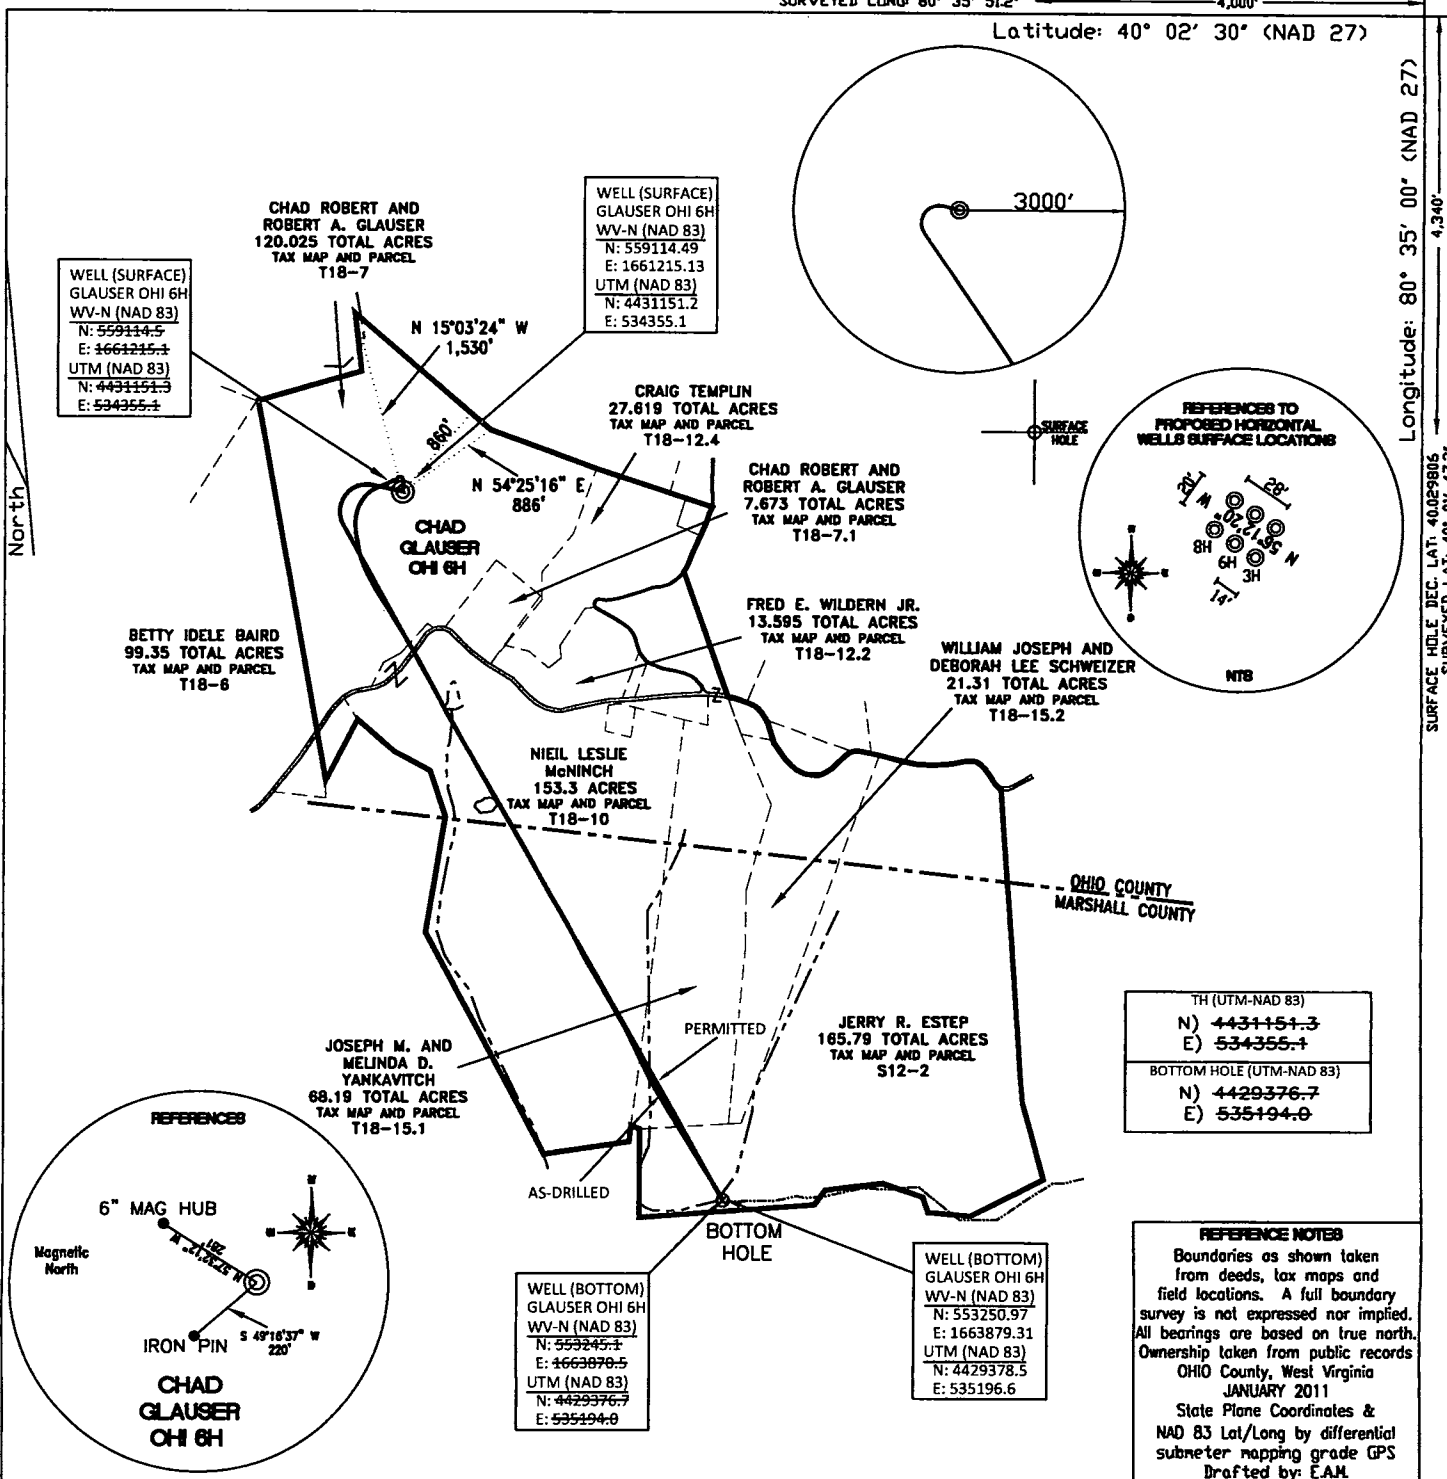 SURVEYED LONG: 80° 35' 51.2"
4,000'
Latitude: 40° 02' 30" (NAD 27)
Longitude: 80° 35' 00" (NAD 27)
4,340'
SURFACE HOLE DEC. LAT: 40.029806
3000'
CHAD ROBERT AND
ROBERT A. GLAUSER
120.025 TOTAL ACRES
TAX MAP AND PARCEL
T18-7
WELL (SURFACE)
GLAUSER OHI 6H
WV-N (NAD 83)
N: 559114.49
E: 1661215.13
UTM (NAD 83)
N: 4431151.2
E: 534355.1
WELL (SURFACE)
GLAUSER OHI 6H
WV-N (NAD 83)
N: 559114.5
E: 1661215.1
UTM (NAD 83)
N: 4431151.3
E: 534355.1
N 15°03'24" W
1,530'
CRAIG TEMPLIN
27.619 TOTAL ACRES
TAX MAP AND PARCEL
T18-12.4
860'
N 54°25'16" E
886'
CHAD ROBERT AND
ROBERT A. GLAUSER
7.673 TOTAL ACRES
TAX MAP AND PARCEL
T18-7.1
SURFACE
HOLE
REFERENCES TO
PROPOSED HORIZONTAL
WELLS SURFACE LOCATIONS
20'
28'
N 56°12'20" W
8H
6H
3H
14'
NTS
North
CHAD
GLAUSER
OHI 6H
FRED E. WILDERN JR.
13.595 TOTAL ACRES
TAX MAP AND PARCEL
T18-12.2
BETTY IDELE BAIRD
99.35 TOTAL ACRES
TAX MAP AND PARCEL
T18-6
WILLIAM JOSEPH AND
DEBORAH LEE SCHWEIZER
21.31 TOTAL ACRES
TAX MAP AND PARCEL
T18-15.2
NIEIL LESLIE
McNINCH
153.3 ACRES
TAX MAP AND PARCEL
T18-10
OHIO COUNTY
MARSHALL COUNTY
TH (UTM-NAD 83)
N) 4431151.3
E) 534355.1
BOTTOM HOLE (UTM-NAD 83)
N) 4429376.7
E) 535194.0
PERMITTED
JERRY R. ESTEP
165.79 TOTAL ACRES
TAX MAP AND PARCEL
S12-2
JOSEPH M. AND
MELINDA D.
YANKAVITCH
68.19 TOTAL ACRES
TAX MAP AND PARCEL
T18-15.1
AS-DRILLED
BOTTOM
HOLE
REFERENCES
6" MAG HUB
Magnetic
North
N 57°32'12" W
281'
IRON PIN
S 49°16'37" W
220'
CHAD
GLAUSER
OHI 6H
WELL (BOTTOM)
GLAUSER OHI 6H
WV-N (NAD 83)
N: 553245.1
E: 1663870.5
UTM (NAD 83)
N: 4429376.7
E: 535194.0
WELL (BOTTOM)
GLAUSER OHI 6H
WV-N (NAD 83)
N: 553250.97
E: 1663879.31
UTM (NAD 83)
N: 4429378.5
E: 535196.6
REFERENCE NOTES
Boundaries as shown taken
from deeds, tax maps and
field locations. A full boundary
survey is not expressed nor implied.
All bearings are based on true north.
Ownership taken from public records
OHIO County, West Virginia
JANUARY 2011
State Plane Coordinates &
NAD 83 Lat/Long by differential
submeter mapping grade GPS
Drafted by: E.A.M.